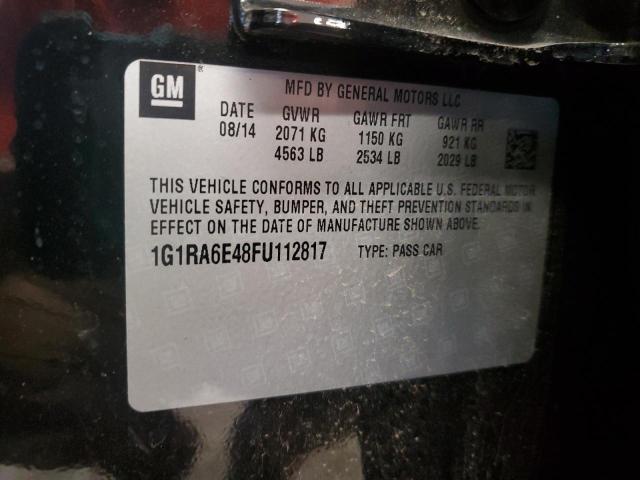 GM ®
MFD BY GENERAL MOTORS LLC
DATE GVWR GAWR FRT GAWR RR
08/14 2071 KG 1150 KG 921 KG
4563 LB 2534 LB 2029 LB
THIS VEHICLE CONFORMS TO ALL APPLICABLE U.S. FEDERAL MOTOR
VEHICLE SAFETY, BUMPER, AND THEFT PREVENTION STANDARDS IN
EFFECT ON THE DATE OF MANUFACTURE SHOWN ABOVE.
1G1RA6E48FU112817 TYPE: PASS CAR